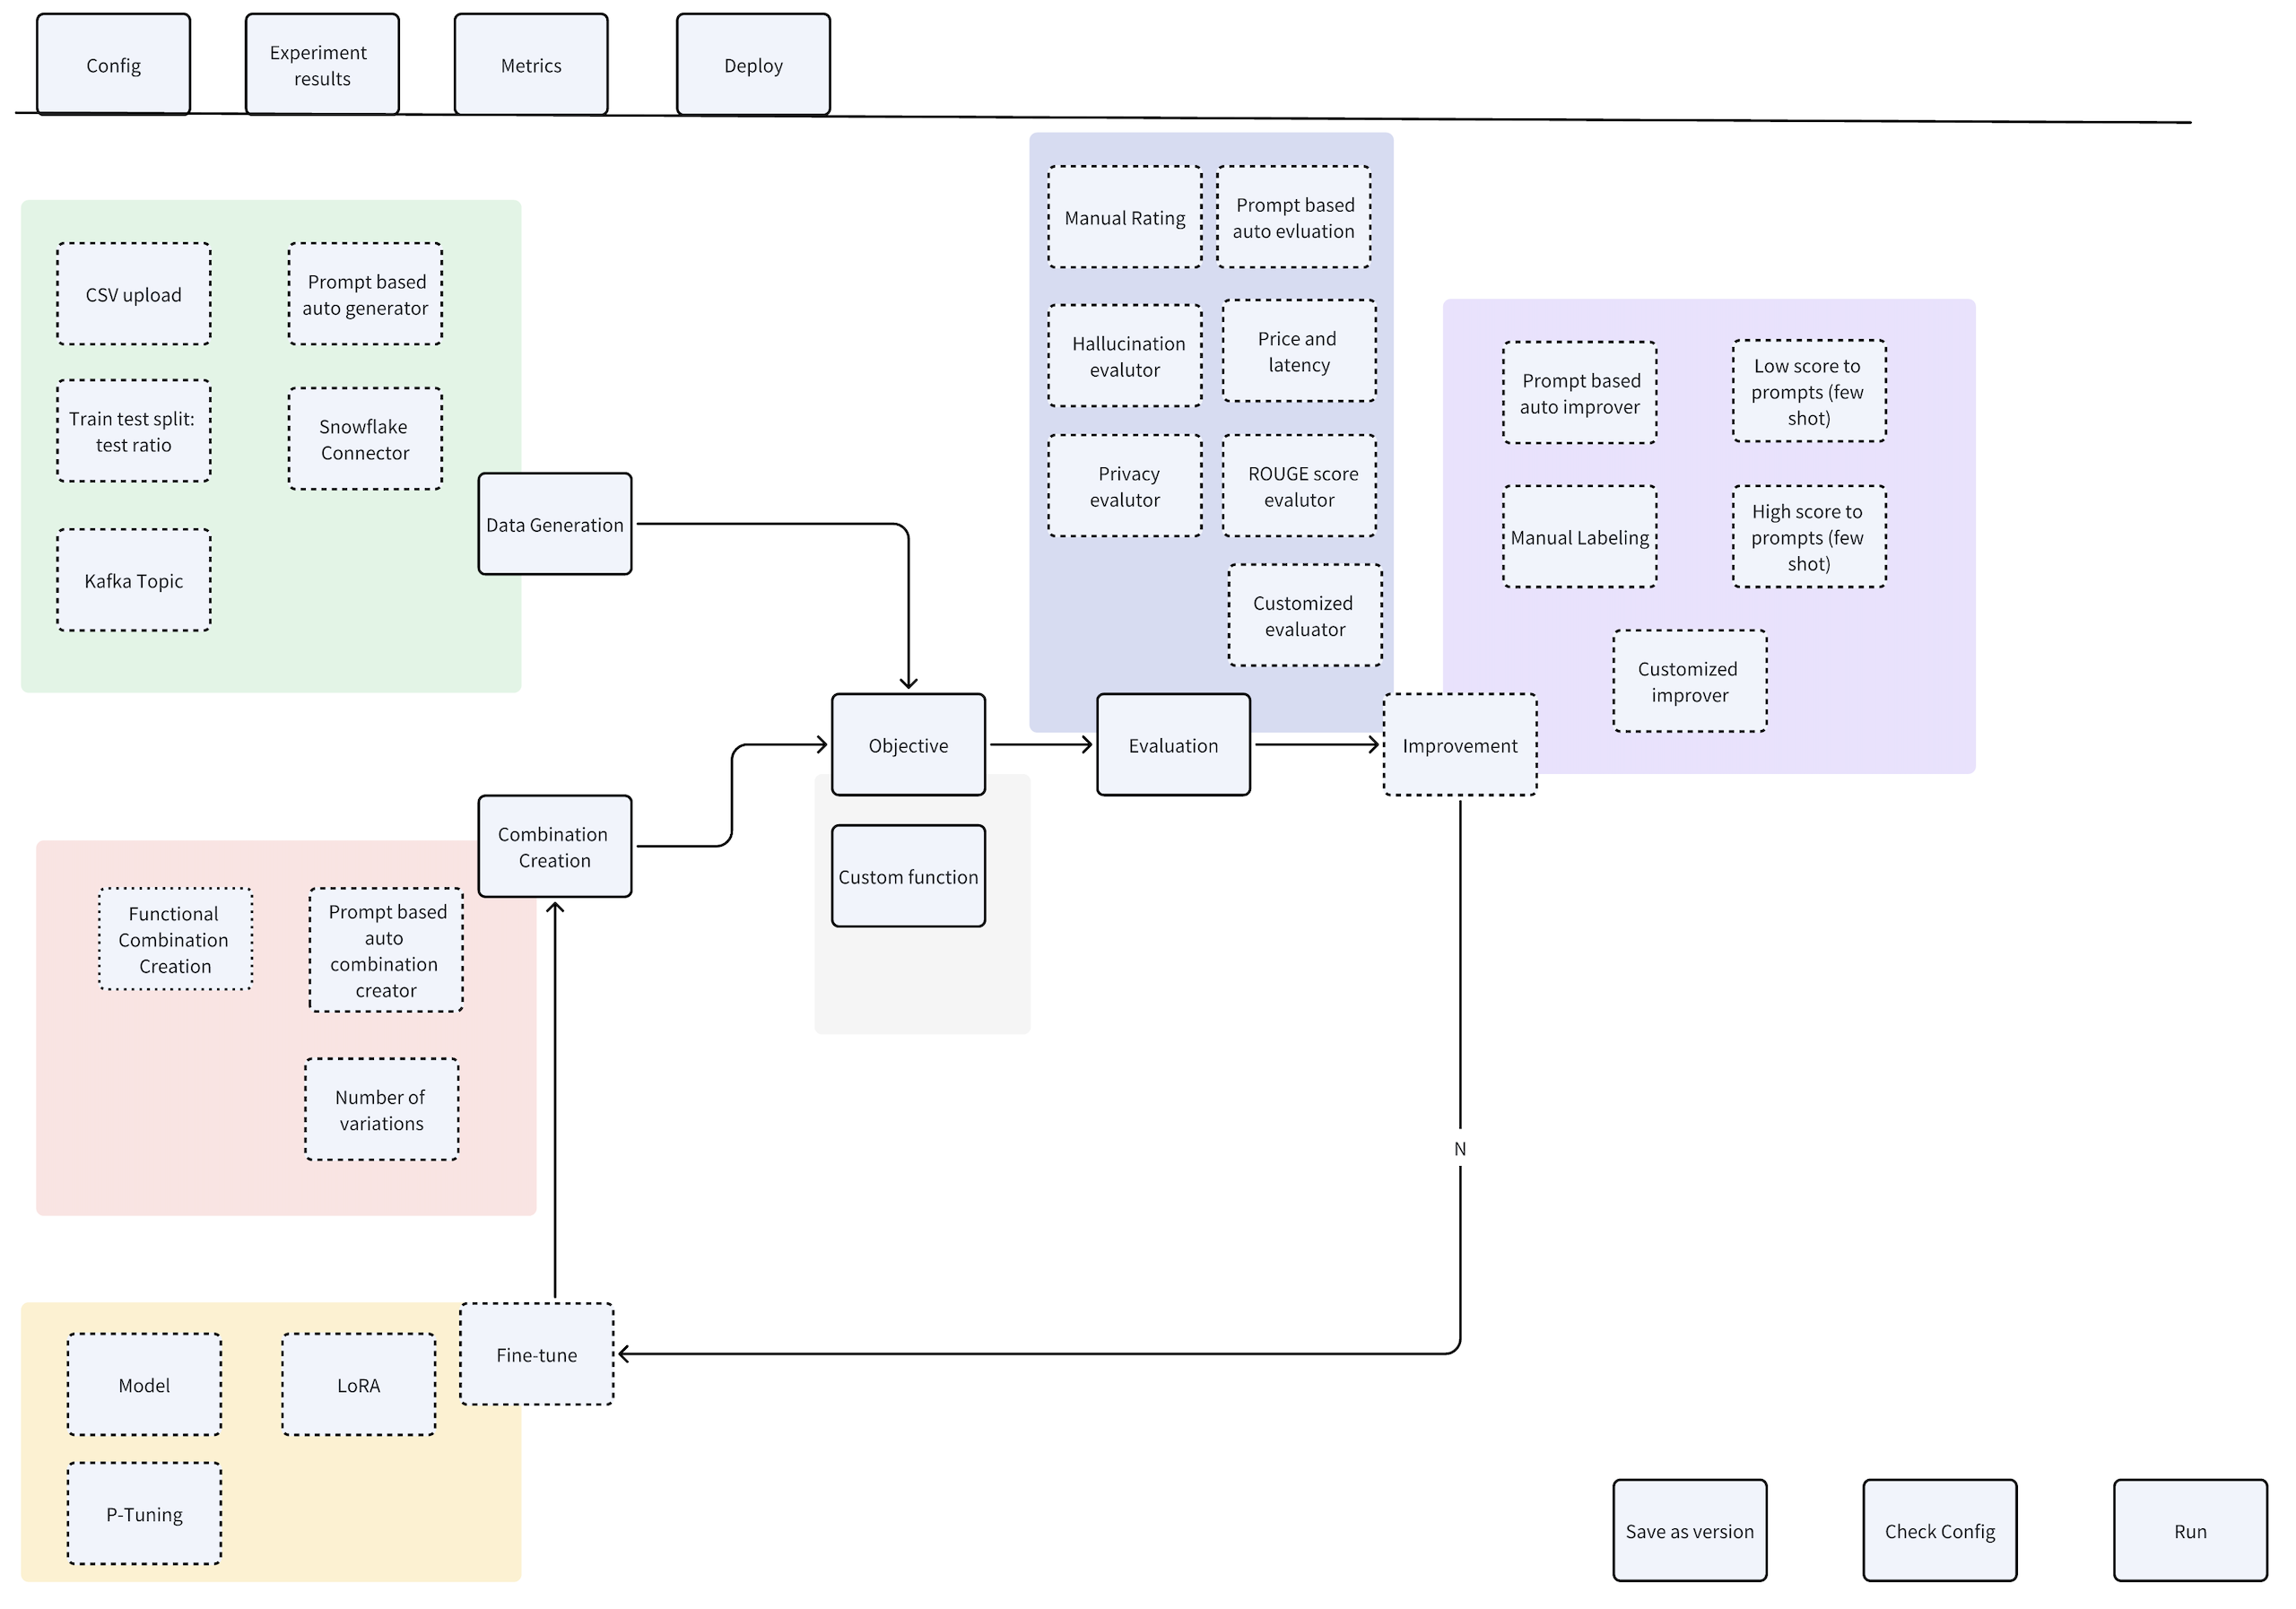 Config
Experiment
results
Metrics
Deploy
CSV upload
Prompt based
auto generator
Train test split:
test ratio
Snowflake
Connector
Kafka Topic
Data Generation
Manual Rating
Prompt based
auto evluation
Hallucination
evalutor
Price and
latency
Privacy
evalutor
ROUGE score
evalutor
Customized
evaluator
Prompt based
auto improver
Low score to
prompts (few
shot)
Manual Labeling
High score to
prompts (few
shot)
Customized
improver
Objective
Evaluation
Improvement
Custom function
Combination
Creation
Functional
Combination
Creation
Prompt based
auto
combination
creator
Number of
variations
N
Fine-tune
Model
LoRA
P-Tuning
Save as version
Check Config
Run